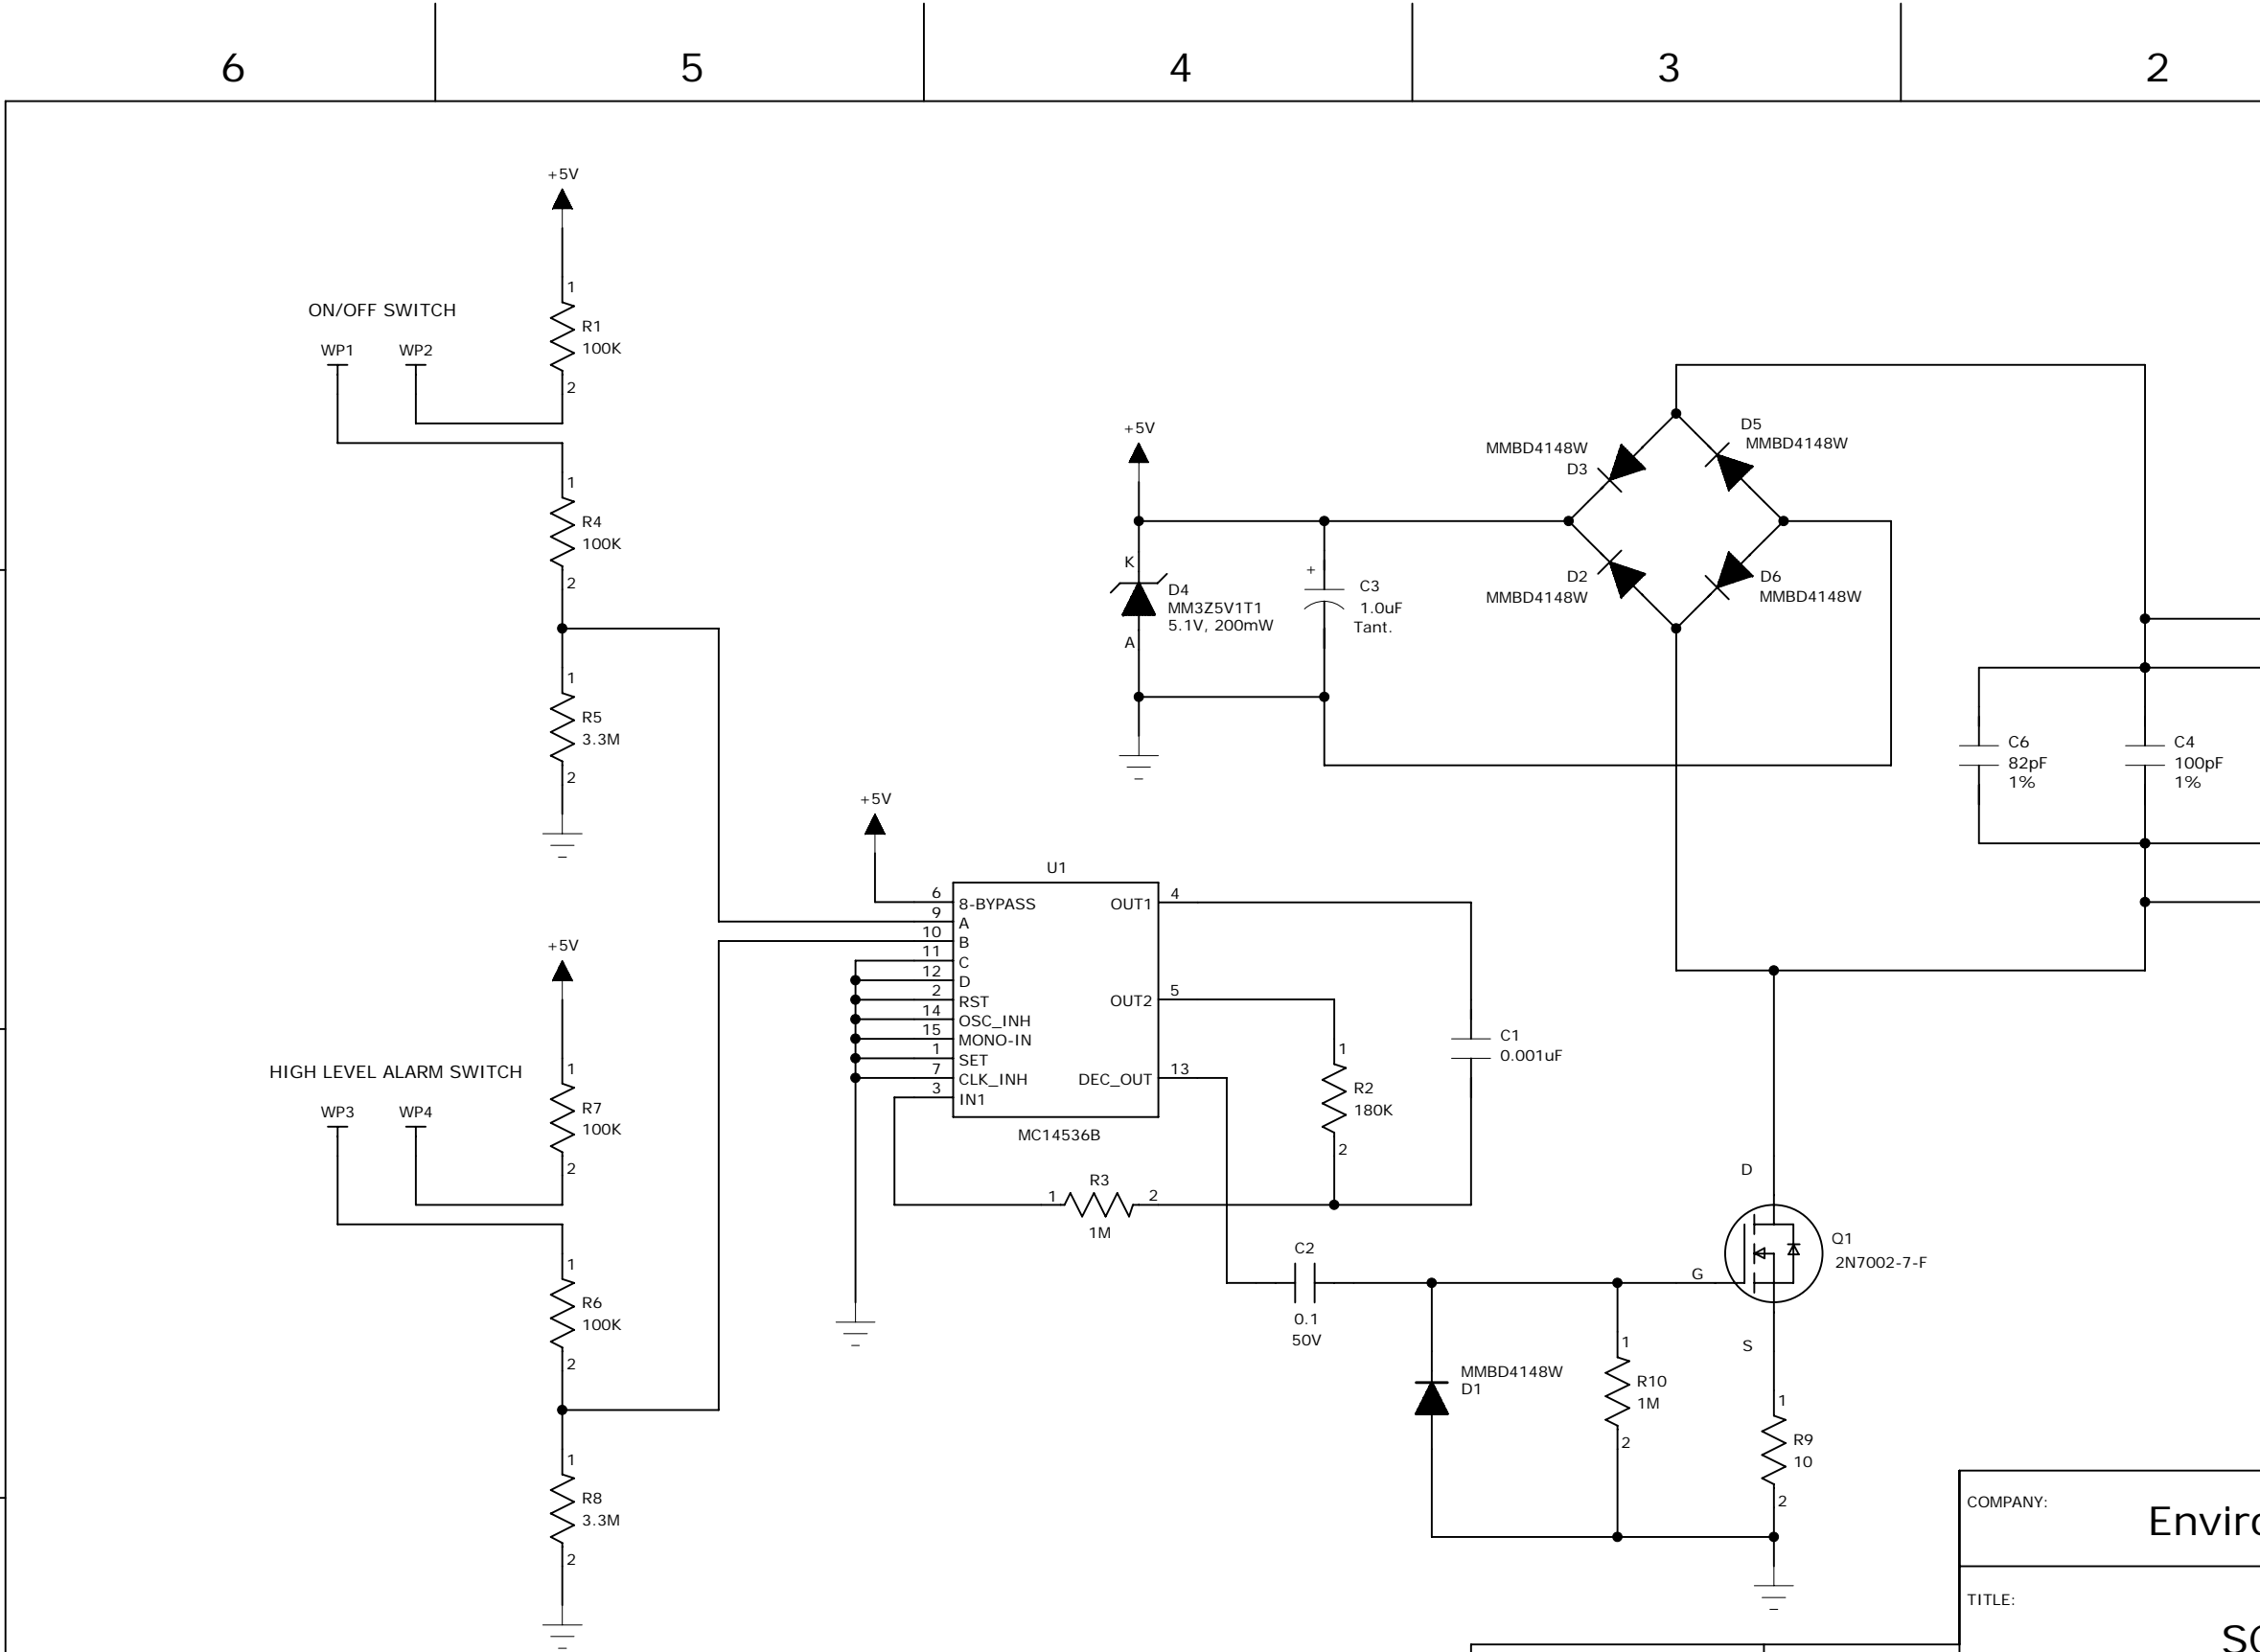 6 5 4 3 2
+5V
1
R1
100K
2
ON/OFF SWITCH
WP1 WP2
1
R4
100K
2
1
R5
3.3M
2
+5V
K
D4
MM3Z5V1T1
5.1V, 200mW
A
+
C3
1.0uF
Tant.
MMBD4148W
D3
D5
MMBD4148W
D2
MMBD4148W
D6
MMBD4148W
C6
82pF
1%
C4
100pF
1%
+5V
U1
6 8-BYPASS
9 A
10 B
11 C
12 D
2 RST
14 OSC_INH
15 MONO-IN
1 SET
7 CLK_INH
3 IN1
OUT1 4
OUT2 5
DEC_OUT 13
MC14536B
1
R2
180K
2
C1
0.001uF
R3
1 2
1M
C2
0.1
50V
+5V
HIGH LEVEL ALARM SWITCH
WP3 WP4
1
R7
100K
2
1
R6
100K
2
1
R8
3.3M
2
MMBD4148W
D1
1
R10
1M
2
D
G
S
Q1
2N7002-7-F
1
R9
10
2
COMPANY:
TITLE: